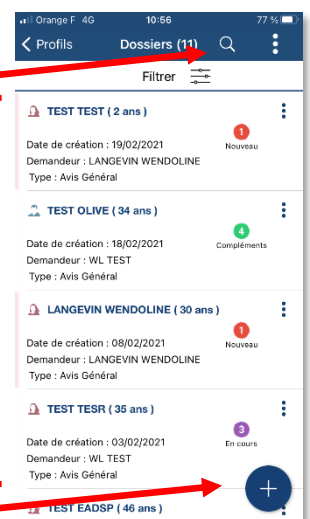 Orange F 4G 10:56 77 %
Profils Dossiers (11)
Filtrer
TEST TEST ( 2 ans )
1
Date de création : 19/02/2021 Nouveau
Demandeur : LANGEVIN WENDOLINE
Type : Avis Général
TEST OLIVE ( 34 ans )
4
Date de création : 18/02/2021 Compléments
Demandeur : WL TEST
Type : Avis Général
LANGEVIN WENDOLINE ( 30 ans )
1
Date de création : 08/02/2021 Nouveau
Demandeur : LANGEVIN WENDOLINE
Type : Avis Général
TEST TESR ( 35 ans )
3
Date de création : 03/02/2021 En cours
Demandeur : WL TEST
Type : Avis Général
TEST EADSP ( 46 ans )